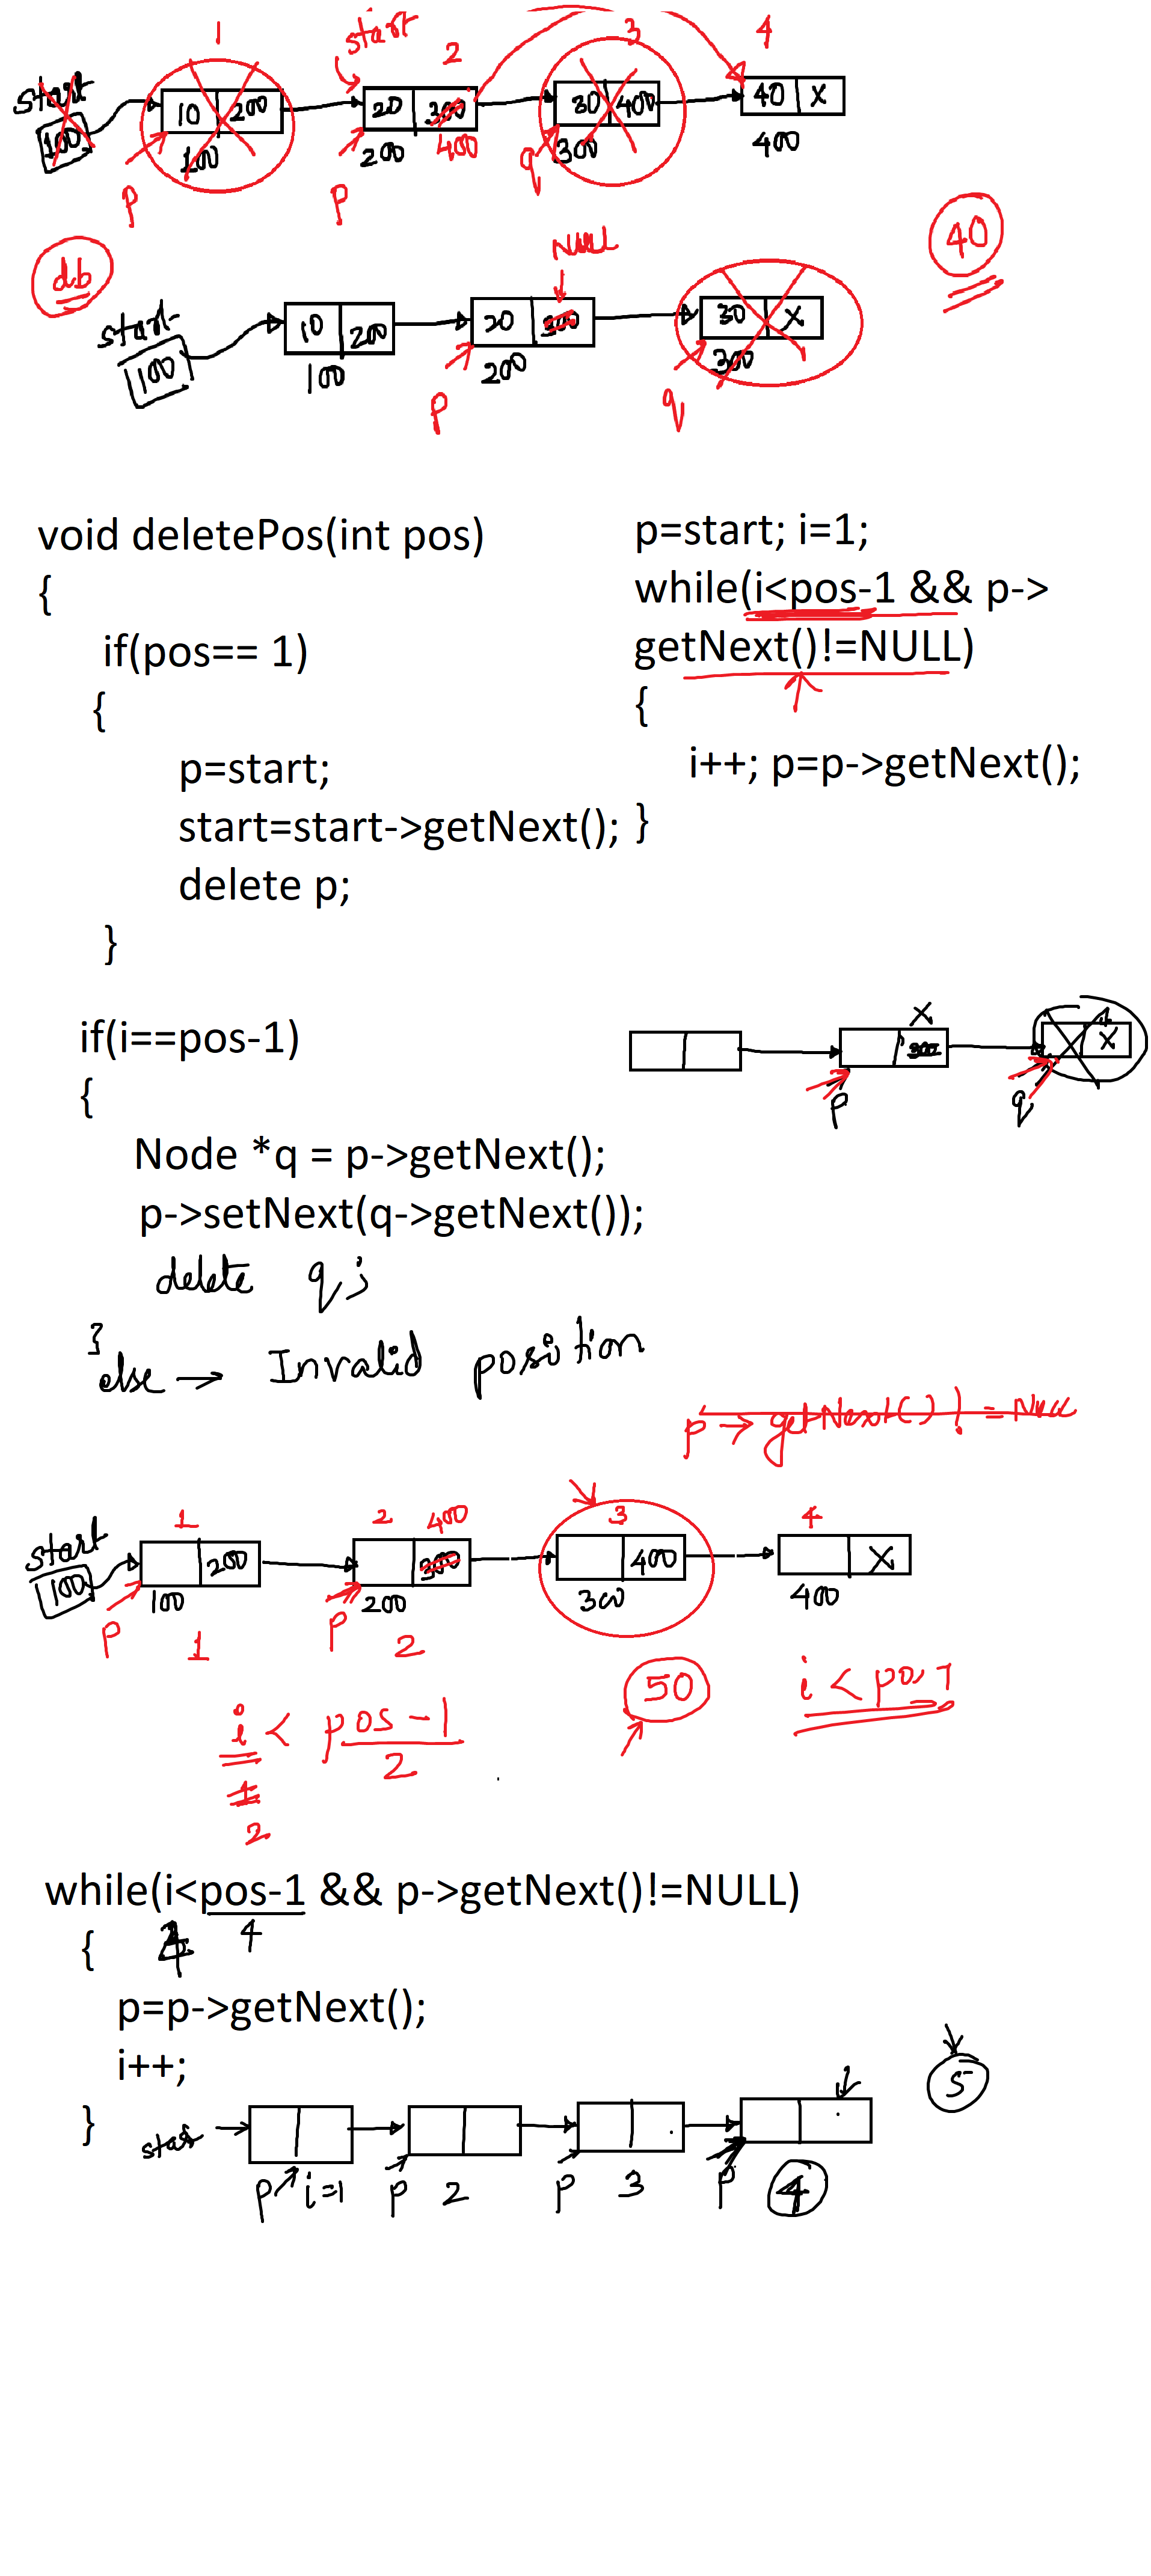 1
start 2 3 4
start
100
10 200
20 300
30 400
40 X
100 200 400 q 300 400
p p
40
db
NULL
start
100
10 200
20 300
30 X
100 200 300
p q
void deletePos(int pos)
{
if(pos== 1)
{
p=start;
start=start->getNext();
delete p;
}
p=start; i=1;
while(i<pos-1 && p->
getNext()!=NULL)
{
i++; p=p->getNext();
}
if(i==pos-1)
{
Node *q = p->getNext();
p->setNext(q->getNext());
delete q;
}
else → Invalid position
X
300 X
p q
p → getNext() != NULL
start 1 2 400 3 4
100 200 300 400 X
100 200 300 400
p 1 p 2
50
i < pos-1
i < pos-1
1 2
2
while(i<pos-1 && p->getNext()!=NULL)
{ 4 4
p=p->getNext();
i++;
}
5
p i=1 p 2 p 3 p 4